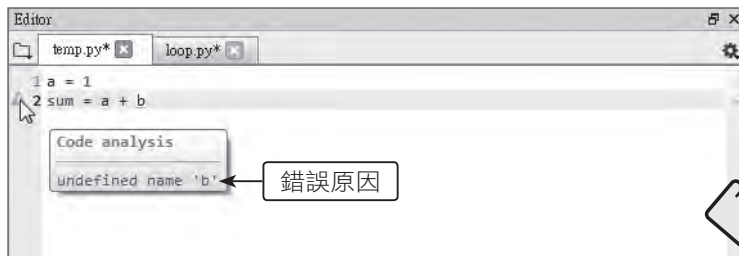 Editor
temp.py* loop.py*
1 a = 1
2 sum = a + b
Code analysis
undefined name 'b'
錯誤原因